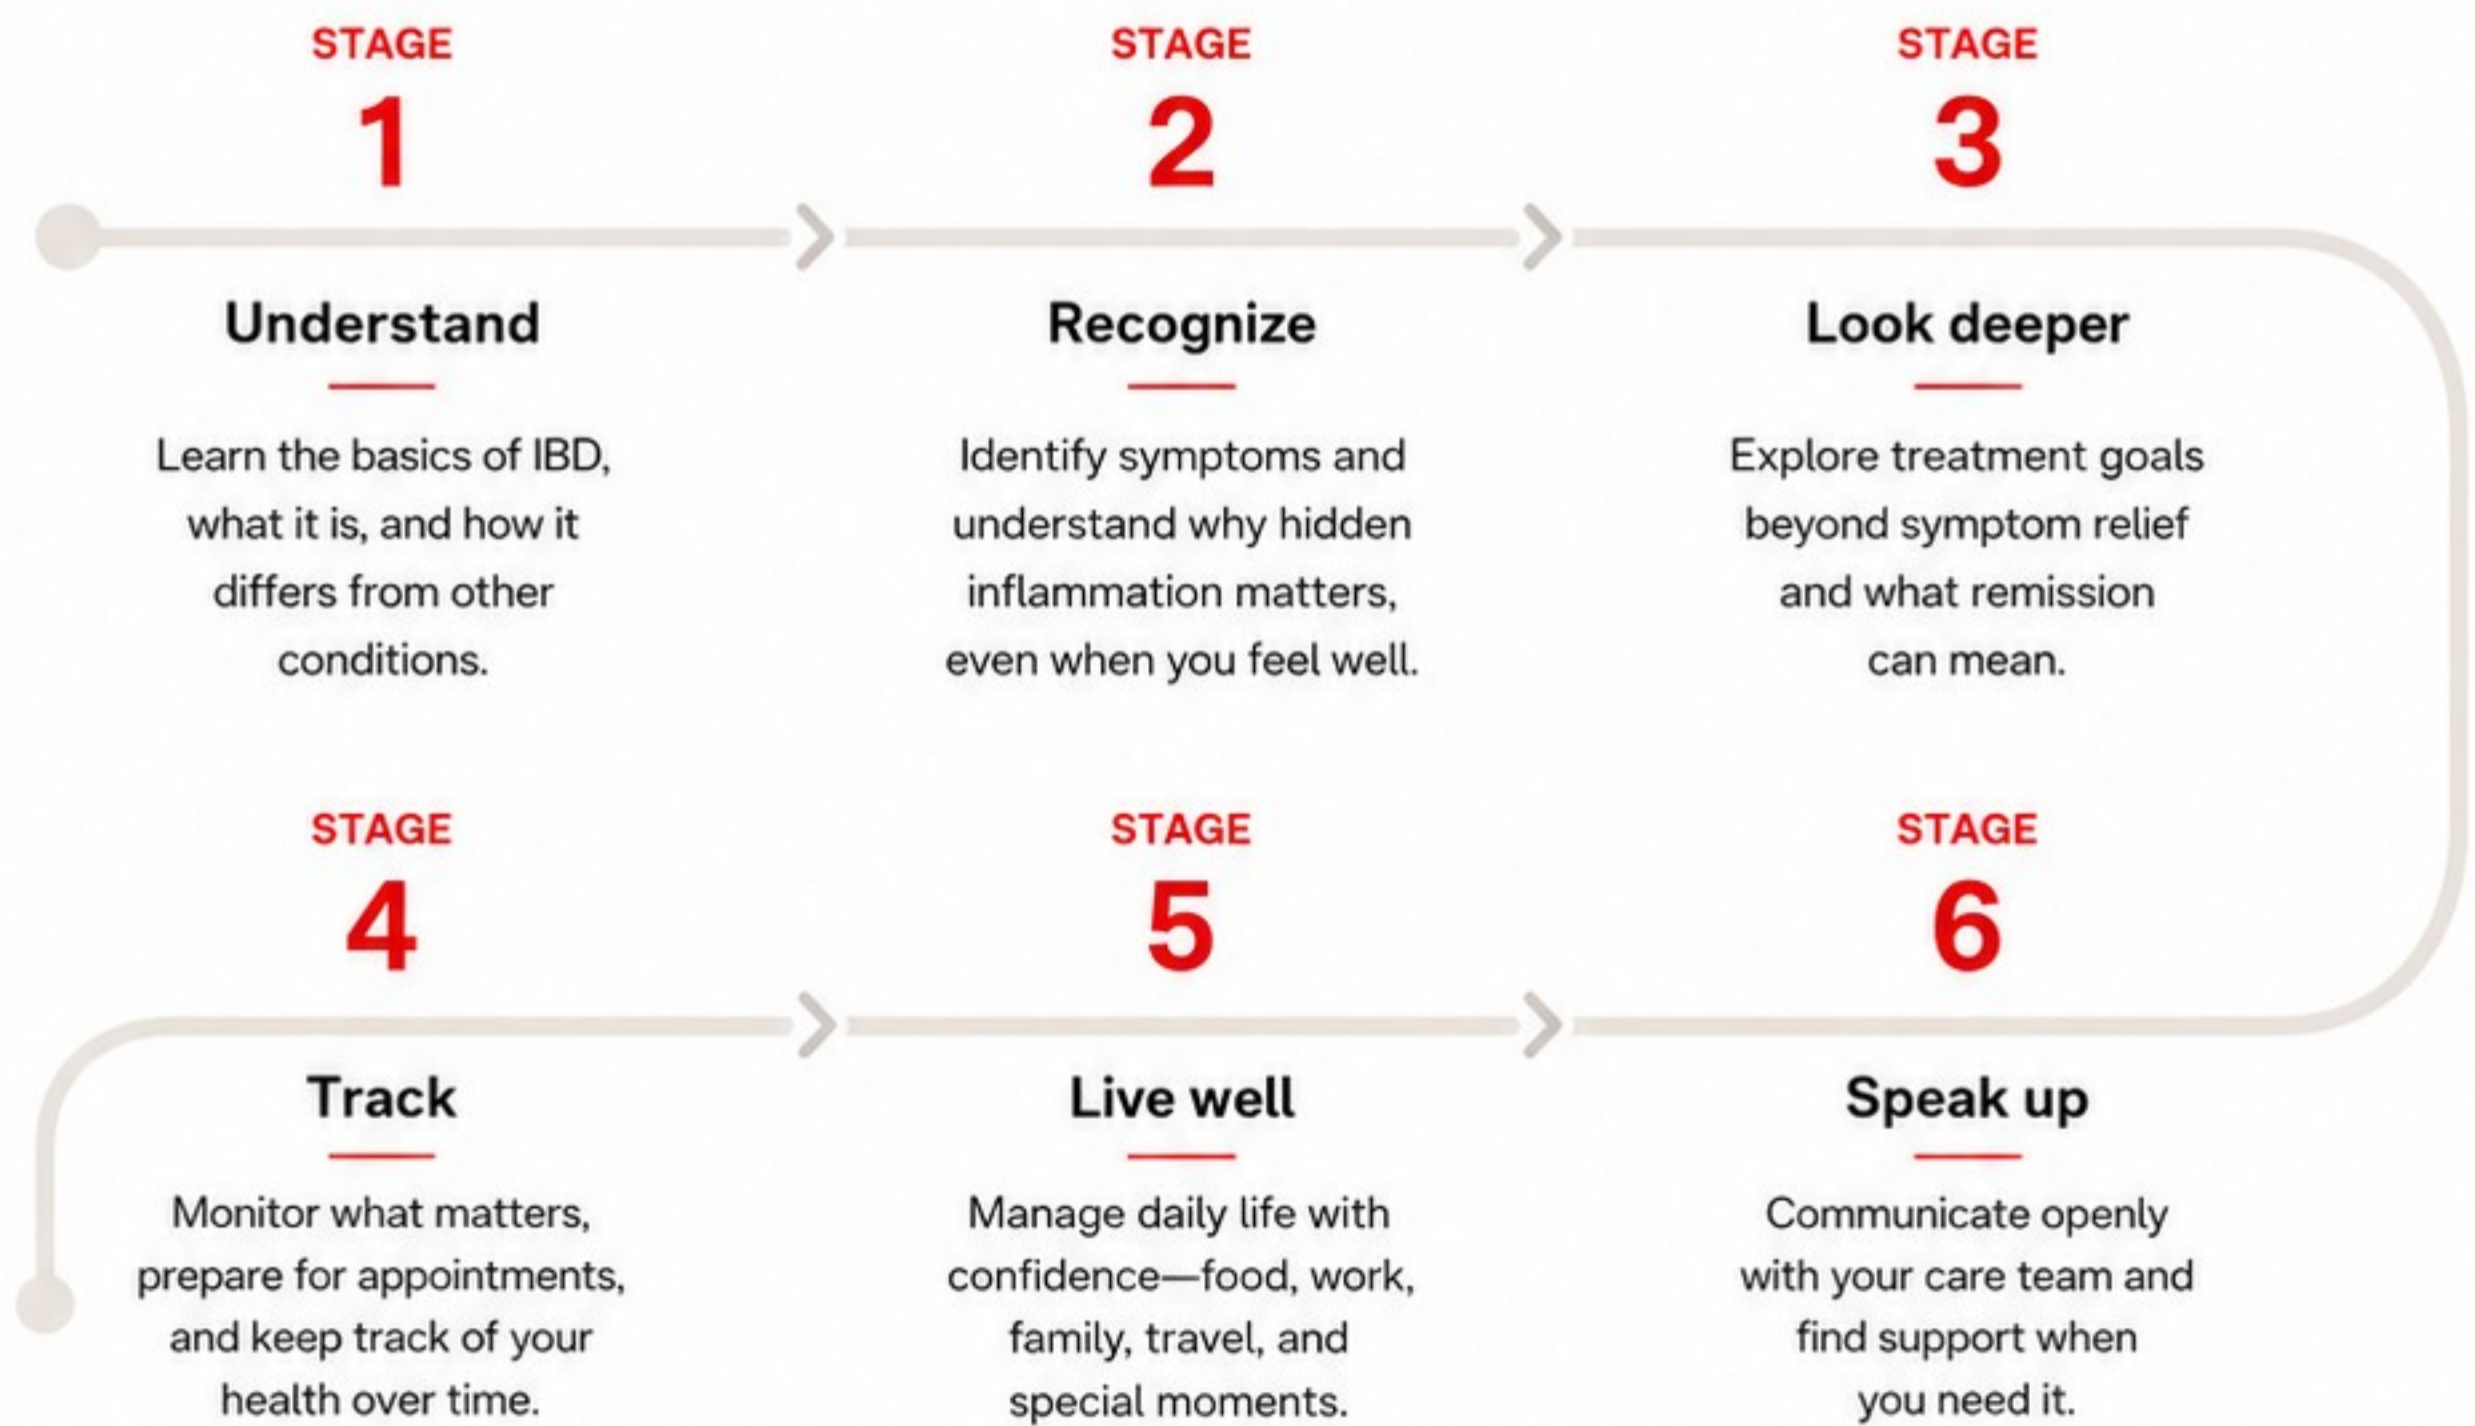 STAGE
1
Understand
Learn the basics of IBD,
what it is, and how it
differs from other
conditions.
STAGE
2
Recognize
Identify symptoms and
understand why hidden
inflammation matters,
even when you feel well.
STAGE
3
Look deeper
Explore treatment goals
beyond symptom relief
and what remission
can mean.
STAGE
4
Track
Monitor what matters,
prepare for appointments,
and keep track of your
health over time.
STAGE
5
Live well
Manage daily life with
confidence—food, work,
family, travel, and
special moments.
STAGE
6
Speak up
Communicate openly
with your care team and
find support when
you need it.